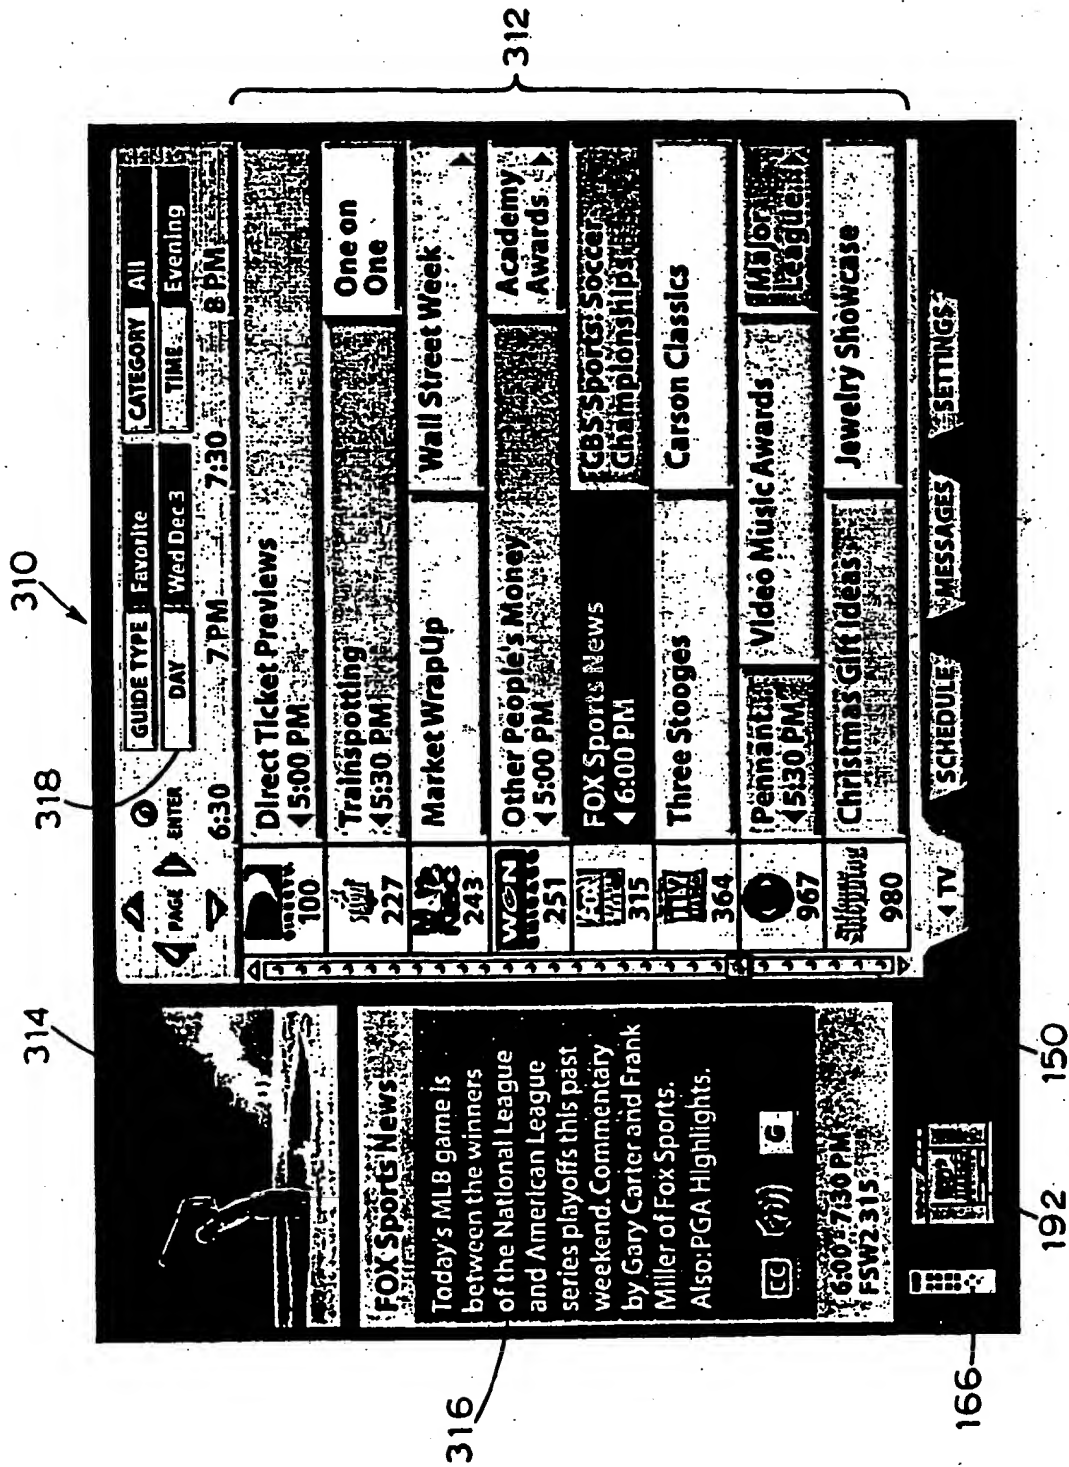 310
314
318
GUIDE TYPE Favorite CATEGORY All
PAGE ENTER
DAY Wed Dec 3 TIME Evening
6:30 7 PM 7:30 8 PM
312
100
Direct Ticket Previews
5:00 PM
227
Trainspotting
5:30 PM
One on
One
243
Market WrapUp
Wall Street Week
WGN
251
Other People's Money
5:00 PM
Academy
Awards
315
FOX Sports News
6:00 PM
CBS Sports: Soccer
Championships
364
Three Stooges
Carson Classics
967
Pennant
5:30 PM
Video Music Awards
Major
League
980
Christmas Gift Ideas
Jewelry Showcase
TV SCHEDULE MESSAGES SETTINGS
FOX Sports News
Today's MLB game is
between the winners
of the National League
and American League
series playoffs this past
weekend. Commentary
by Gary Carter and Frank
Miller of Fox Sports.
Also: PGA Highlights.
CC G
6:00 - 7:30 PM
FSW2.315
316
166
192
150